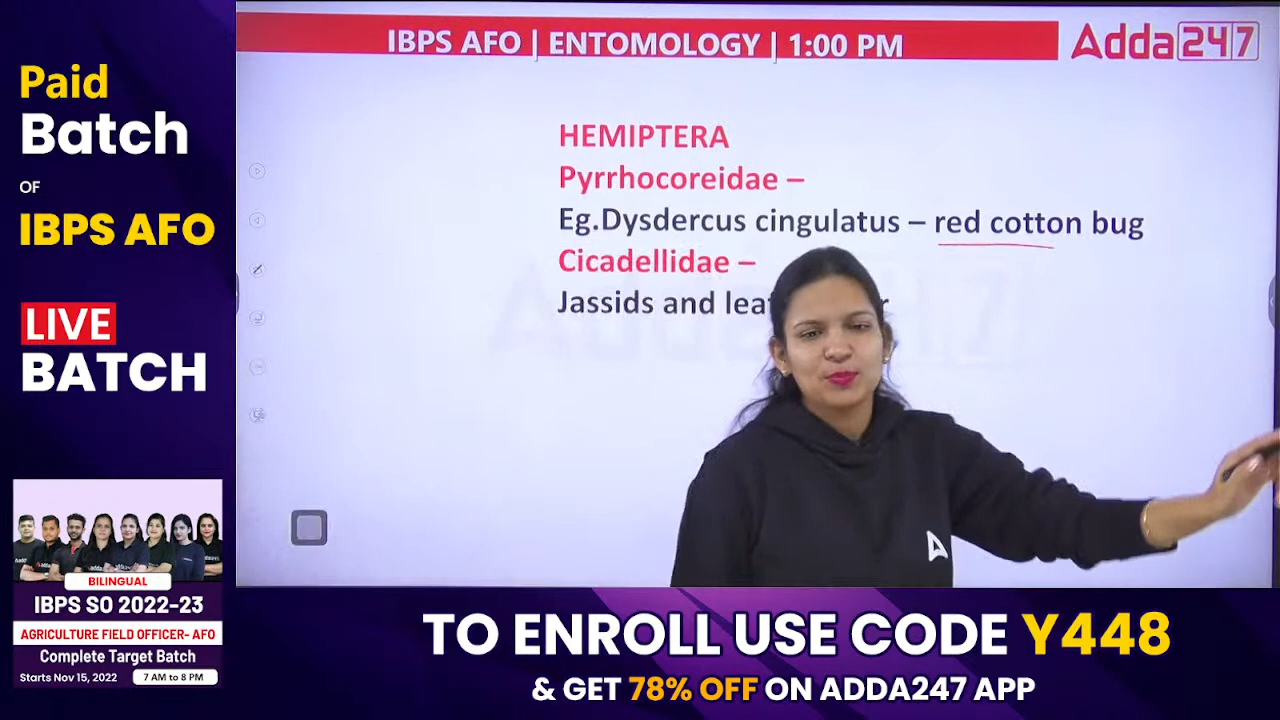 Paid
Batch
OF
IBPS AFO
LIVE
BATCH
BILINGUAL
IBPS SO 2022-23
AGRICULTURE FIELD OFFICER- AFO
Complete Target Batch
Starts Nov 15, 2022 7 AM to 8 PM
IBPS AFO | ENTOMOLOGY | 1:00 PM
Adda247
HEMIPTERA
Pyrrhocoreidae –
Eg.Dysdercus cingulatus – red cotton bug
Cicadellidae –
Jassids and
TO ENROLL USE CODE Y448
& GET 78% OFF ON ADDA247 APP